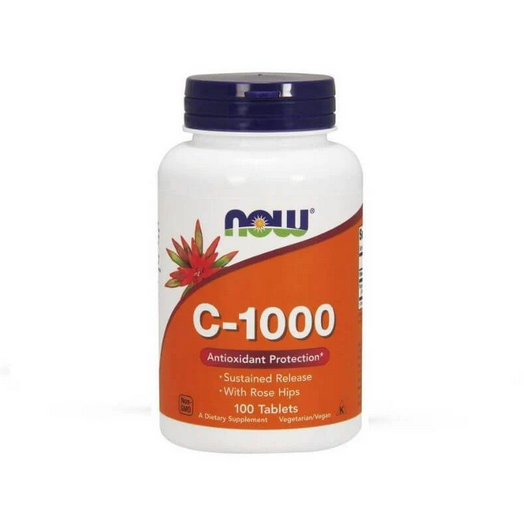 now®
C-1000
Antioxidant Protection*
• Sustained Release
• With Rose Hips
100 Tablets
Non-
GMO
A Dietary Supplement Vegetarian/Vegan
K